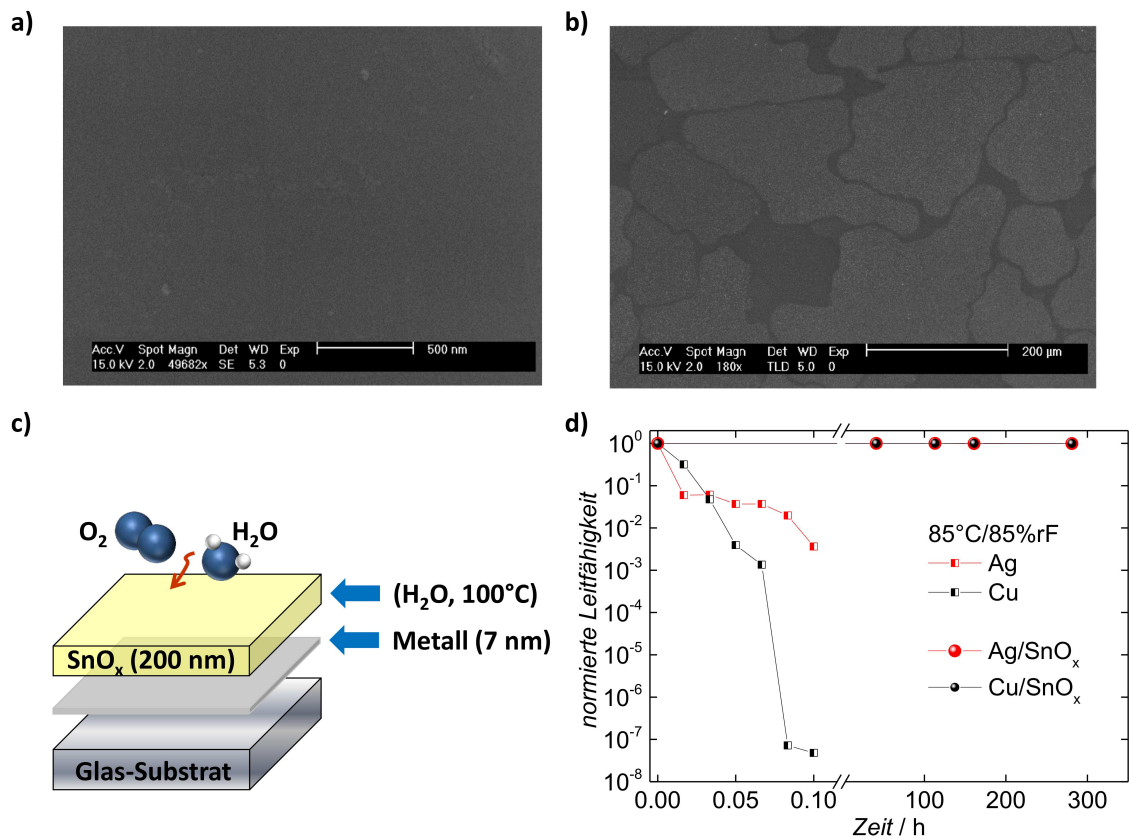 a)
Acc.V Spot Magn Det WD Exp 500 nm
15.0 kV 2.0 49682x SE 5.3 0
b)
Acc.V Spot Magn Det WD Exp 200 µm
15.0 kV 2.0 180x TLD 5.0 0
c)
O₂
H₂O
(H₂O, 100°C)
Metall (7 nm)
SnOₓ (200 nm)
Glas-Substrat
d)
normierte Leitfähigkeit
10⁰
10⁻¹
10⁻²
10⁻³
10⁻⁴
10⁻⁵
10⁻⁶
10⁻⁷
10⁻⁸
85°C/85%rF
Ag
Cu
Ag/SnOₓ
Cu/SnOₓ
0.00 0.05 0.10 100 200 300
Zeit / h